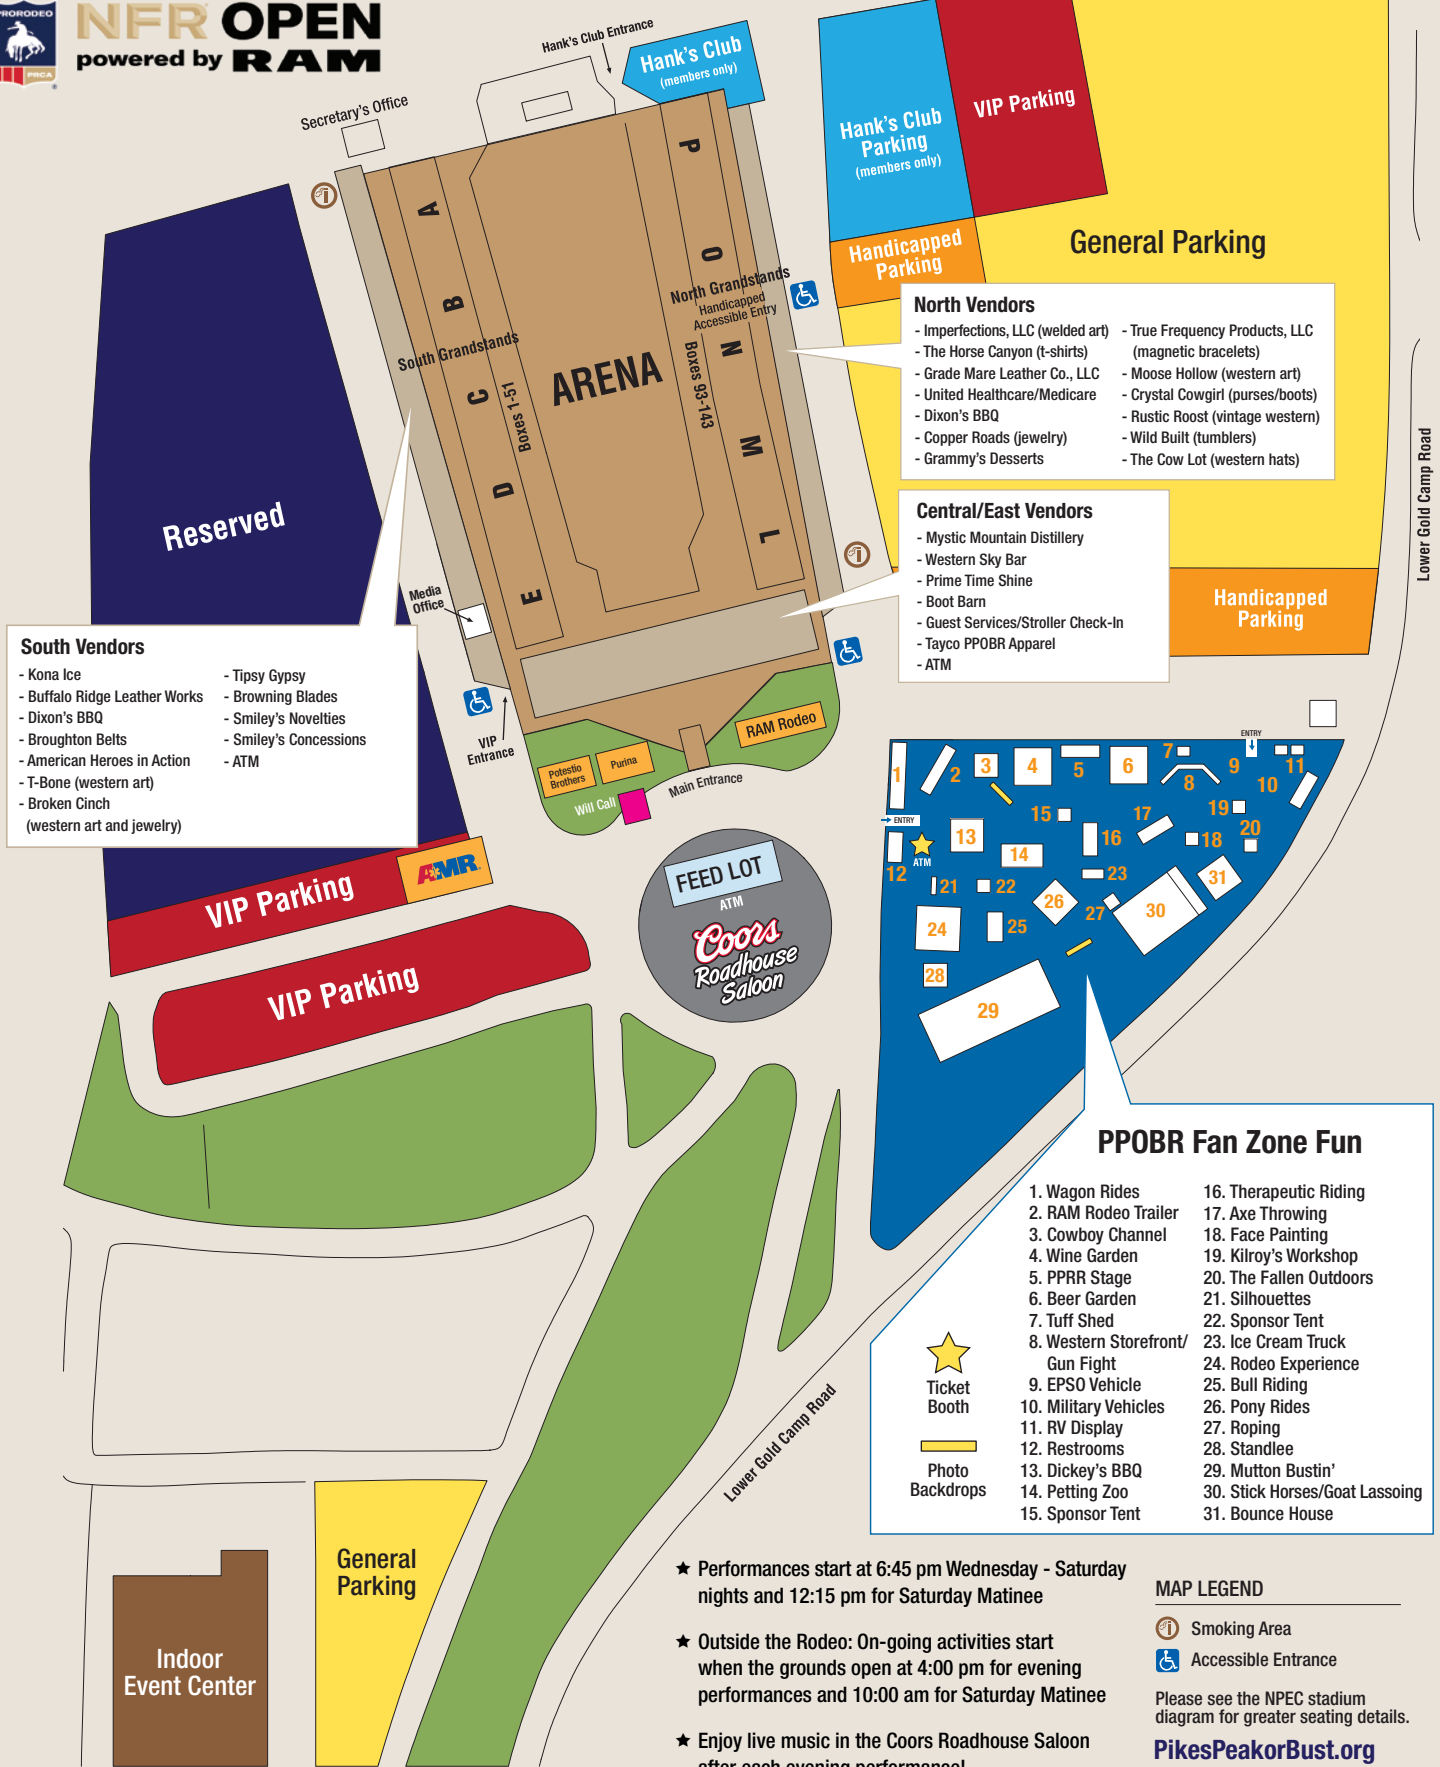 PRORODEO
PRCA
NFR OPEN
powered by RAM
Hank's Club Entrance
Hank's Club
(members only)
Secretary's Office
Hank's Club
Parking
(members only)
VIP Parking
Handicapped
Parking
General Parking
A
B
C
D
E
P
O
N
M
L
South Grandstands
Boxes 1-51
ARENA
North Grandstands
Handicapped
Accessible Entry
Boxes 93-143
Reserved
Media
Office
VIP
Entrance
North Vendors
- Imperfections, LLC (welded art)
- The Horse Canyon (t-shirts)
- Grade Mare Leather Co., LLC
- United Healthcare/Medicare
- Dixon's BBQ
- Copper Roads (jewelry)
- Grammy's Desserts
- True Frequency Products, LLC
(magnetic bracelets)
- Moose Hollow (western art)
- Crystal Cowgirl (purses/boots)
- Rustic Roost (vintage western)
- Wild Built (tumblers)
- The Cow Lot (western hats)
Central/East Vendors
- Mystic Mountain Distillery
- Western Sky Bar
- Prime Time Shine
- Boot Barn
- Guest Services/Stroller Check-In
- Tayco PPOBR Apparel
- ATM
Handicapped
Parking
Lower Gold Camp Road
South Vendors
- Kona Ice
- Buffalo Ridge Leather Works
- Dixon's BBQ
- Broughton Belts
- American Heroes in Action
- T-Bone (western art)
- Broken Cinch
(western art and jewelry)
- Tipsy Gypsy
- Browning Blades
- Smiley's Novelties
- Smiley's Concessions
- ATM
Potestio
Brothers
Purina
RAM Rodeo
Will Call
Main Entrance
VIP Parking
AMR
VIP Parking
FEED LOT
ATM
Coors
Roadhouse
Saloon
ENTRY
1
2
3
4
5
6
7
8
9
10
11
ENTRY
ATM
12
13
14
15
16
17
18
19
20
21
22
23
24
25
26
27
28
29
30
31
PPOBR Fan Zone Fun
1. Wagon Rides
2. RAM Rodeo Trailer
3. Cowboy Channel
4. Wine Garden
5. PPRR Stage
6. Beer Garden
7. Tuff Shed
8. Western Storefront/
Gun Fight
9. EPSO Vehicle
10. Military Vehicles
11. RV Display
12. Restrooms
13. Dickey's BBQ
14. Petting Zoo
15. Sponsor Tent
16. Therapeutic Riding
17. Axe Throwing
18. Face Painting
19. Kilroy's Workshop
20. The Fallen Outdoors
21. Silhouettes
22. Sponsor Tent
23. Ice Cream Truck
24. Rodeo Experience
25. Bull Riding
26. Pony Rides
27. Roping
28. Standlee
29. Mutton Bustin'
30. Stick Horses/Goat Lassoing
31. Bounce House
Ticket
Booth
Photo
Backdrops
Lower Gold Camp Road
General
Parking
Indoor
Event Center
★ Performances start at 6:45 pm Wednesday - Saturday
nights and 12:15 pm for Saturday Matinee
★ Outside the Rodeo: On-going activities start
when the grounds open at 4:00 pm for evening
performances and 10:00 am for Saturday Matinee
★ Enjoy live music in the Coors Roadhouse Saloon
after each evening performance!
MAP LEGEND
Smoking Area
Accessible Entrance
Please see the NPEC stadium
diagram for greater seating details.
PikesPeakorBust.org